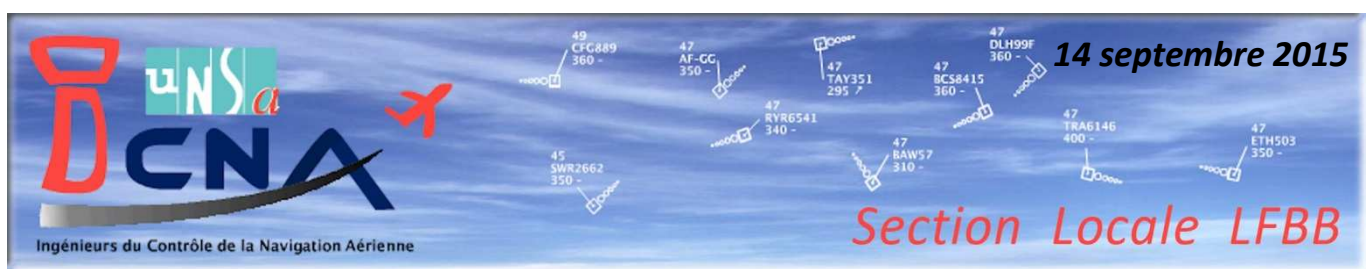 14 septembre 2015
UNSa
ICNA
Ingénieurs du Contrôle de la Navigation Aérienne
49
CFG889
360 -
47
AF-GG
350 -
47
TAY351
295 ↗
47
BCS8415
360 -
47
DLH99F
360 -
47
RYR6541
340 -
45
SWR2662
350 -
47
BAW57
310 -
47
TRA6146
400 -
47
ETH503
350 -
Section Locale LFBB